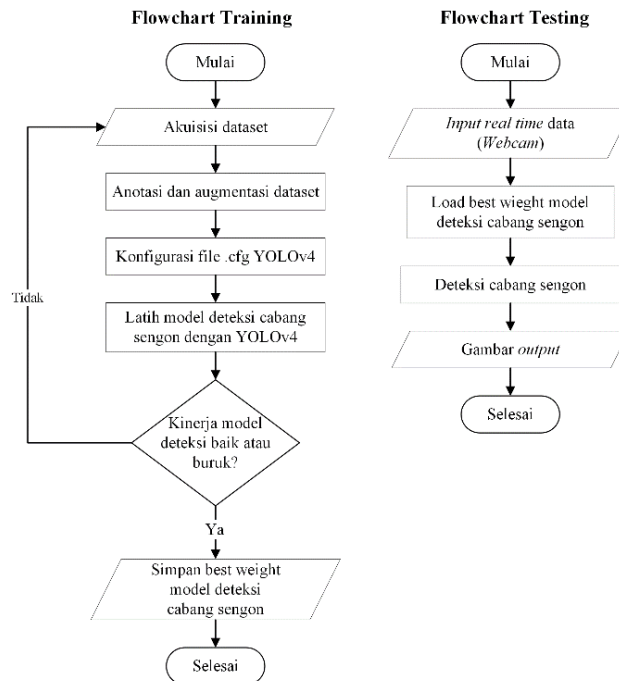 Flowchart Training
Mulai
Akuisisi dataset
Anotasi dan augmentasi dataset
Konfigurasi file .cfg YOLOv4
Latih model deteksi cabang
sengon dengan YOLOv4
Kinerja model
deteksi baik atau
buruk?
Tidak
Ya
Simpan best weight
model deteksi
cabang sengon
Selesai
Flowchart Testing
Mulai
Input real time data
(Webcam)
Load best wieght model
deteksi cabang sengon
Deteksi cabang sengon
Gambar output
Selesai